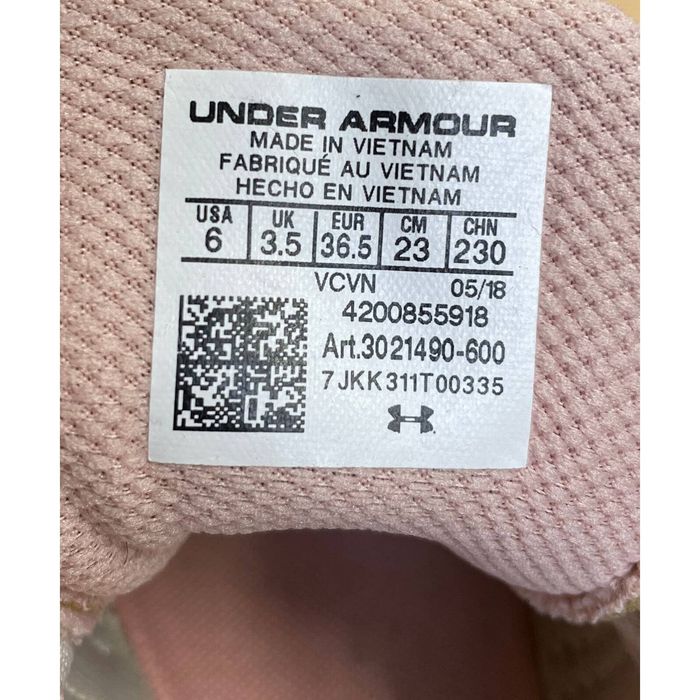 UNDER ARMOUR
MADE IN VIETNAM
FABRIQUÉ AU VIETNAM
HECHO EN VIETNAM
USA UK EUR CM CHN
6 3.5 36.5 23 230
VCVN 05/18
4200855918
Art.3021490-600
7JKK311T00335